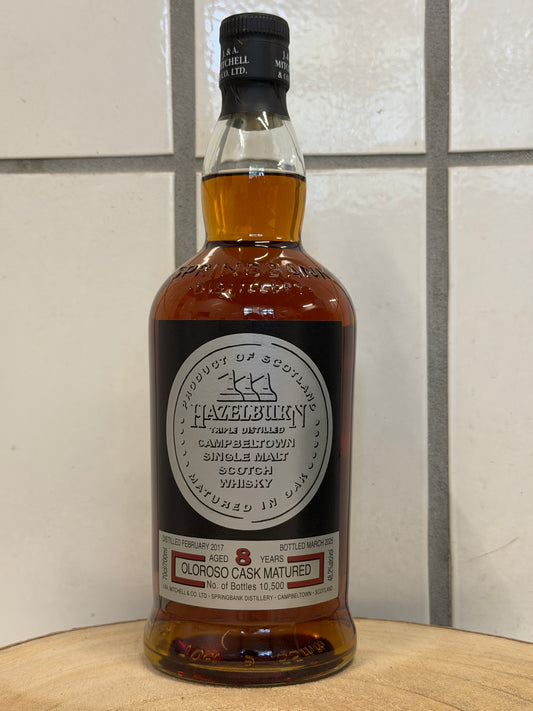 J. & A.
MITCHELL
& CO. LTD.
SPRINGBANK
DISTILLERY
PRODUCT OF SCOTLAND
HAZELBURN
TRIPLE DISTILLED
CAMPBELTOWN
SINGLE MALT
SCOTCH
WHISKY
MATURED IN OAK
DISTILLED FEBRUARY 2017
BOTTLED MARCH 2025
AGED 8 YEARS
OLOROSO CASK MATURED
No. of Bottles 10,500
70cl/700ml
J.&A. MITCHELL & CO. LTD • SPRINGBANK DISTILLERY • CAMPBELTOWN • SCOTLAND